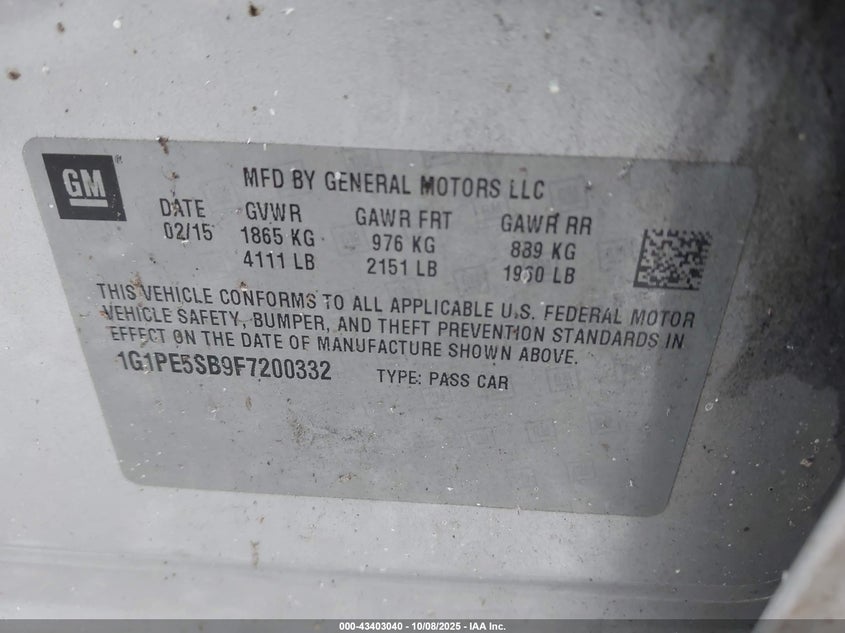 GM
MFD BY GENERAL MOTORS LLC
DATE GVWR GAWR FRT GAWR RR
02/15 1865 KG 976 KG 889 KG
4111 LB 2151 LB 1960 LB
THIS VEHICLE CONFORMS TO ALL APPLICABLE U.S. FEDERAL MOTOR
VEHICLE SAFETY, BUMPER, AND THEFT PREVENTION STANDARDS IN
EFFECT ON THE DATE OF MANUFACTURE SHOWN ABOVE.
1G1PE5SB9F7200332 TYPE: PASS CAR
000-43403040 - 10/08/2025 - IAA Inc.